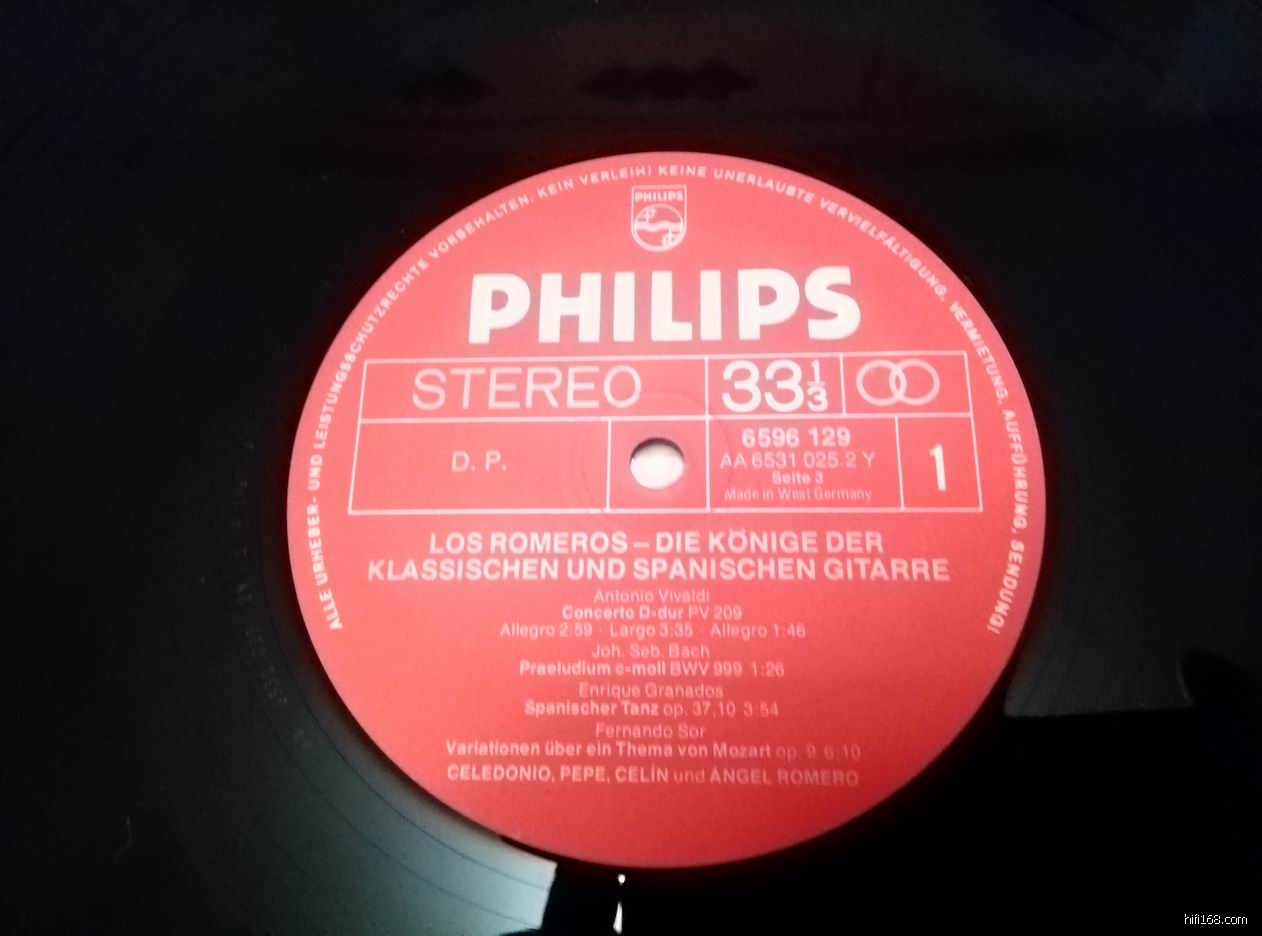 ALLE URHEBER- UND LEISTUNGSSCHUTZRECHTE VORBEHALTEN. KEIN VERLEIH! KEINE UNERLAUBTE VERVIELFÄLTIGUNG, VERMIETUNG, AUFFÜHRUNG, SENDUNG!
PHILIPS
PHILIPS
STEREO 33 1/3
D. P.
6596 129
AA 6531 025.2 Y
Seite 3
Made in West Germany
1
LOS ROMEROS – DIE KÖNIGE DER
KLASSISCHEN UND SPANISCHEN GITARRE
Antonio Vivaldi
Concerto D-dur PV 209
Allegro 2:59 · Largo 3:35 · Allegro 1:46
Joh. Seb. Bach
Praeludium c-moll BWV 999 1:26
Enrique Granados
Spanischer Tanz op. 37,10 3:54
Fernando Sor
Variationen über ein Thema von Mozart op. 9 6:10
CELEDONIO, PEPE, CELÍN und ÁNGEL ROMERO
hifi168.com